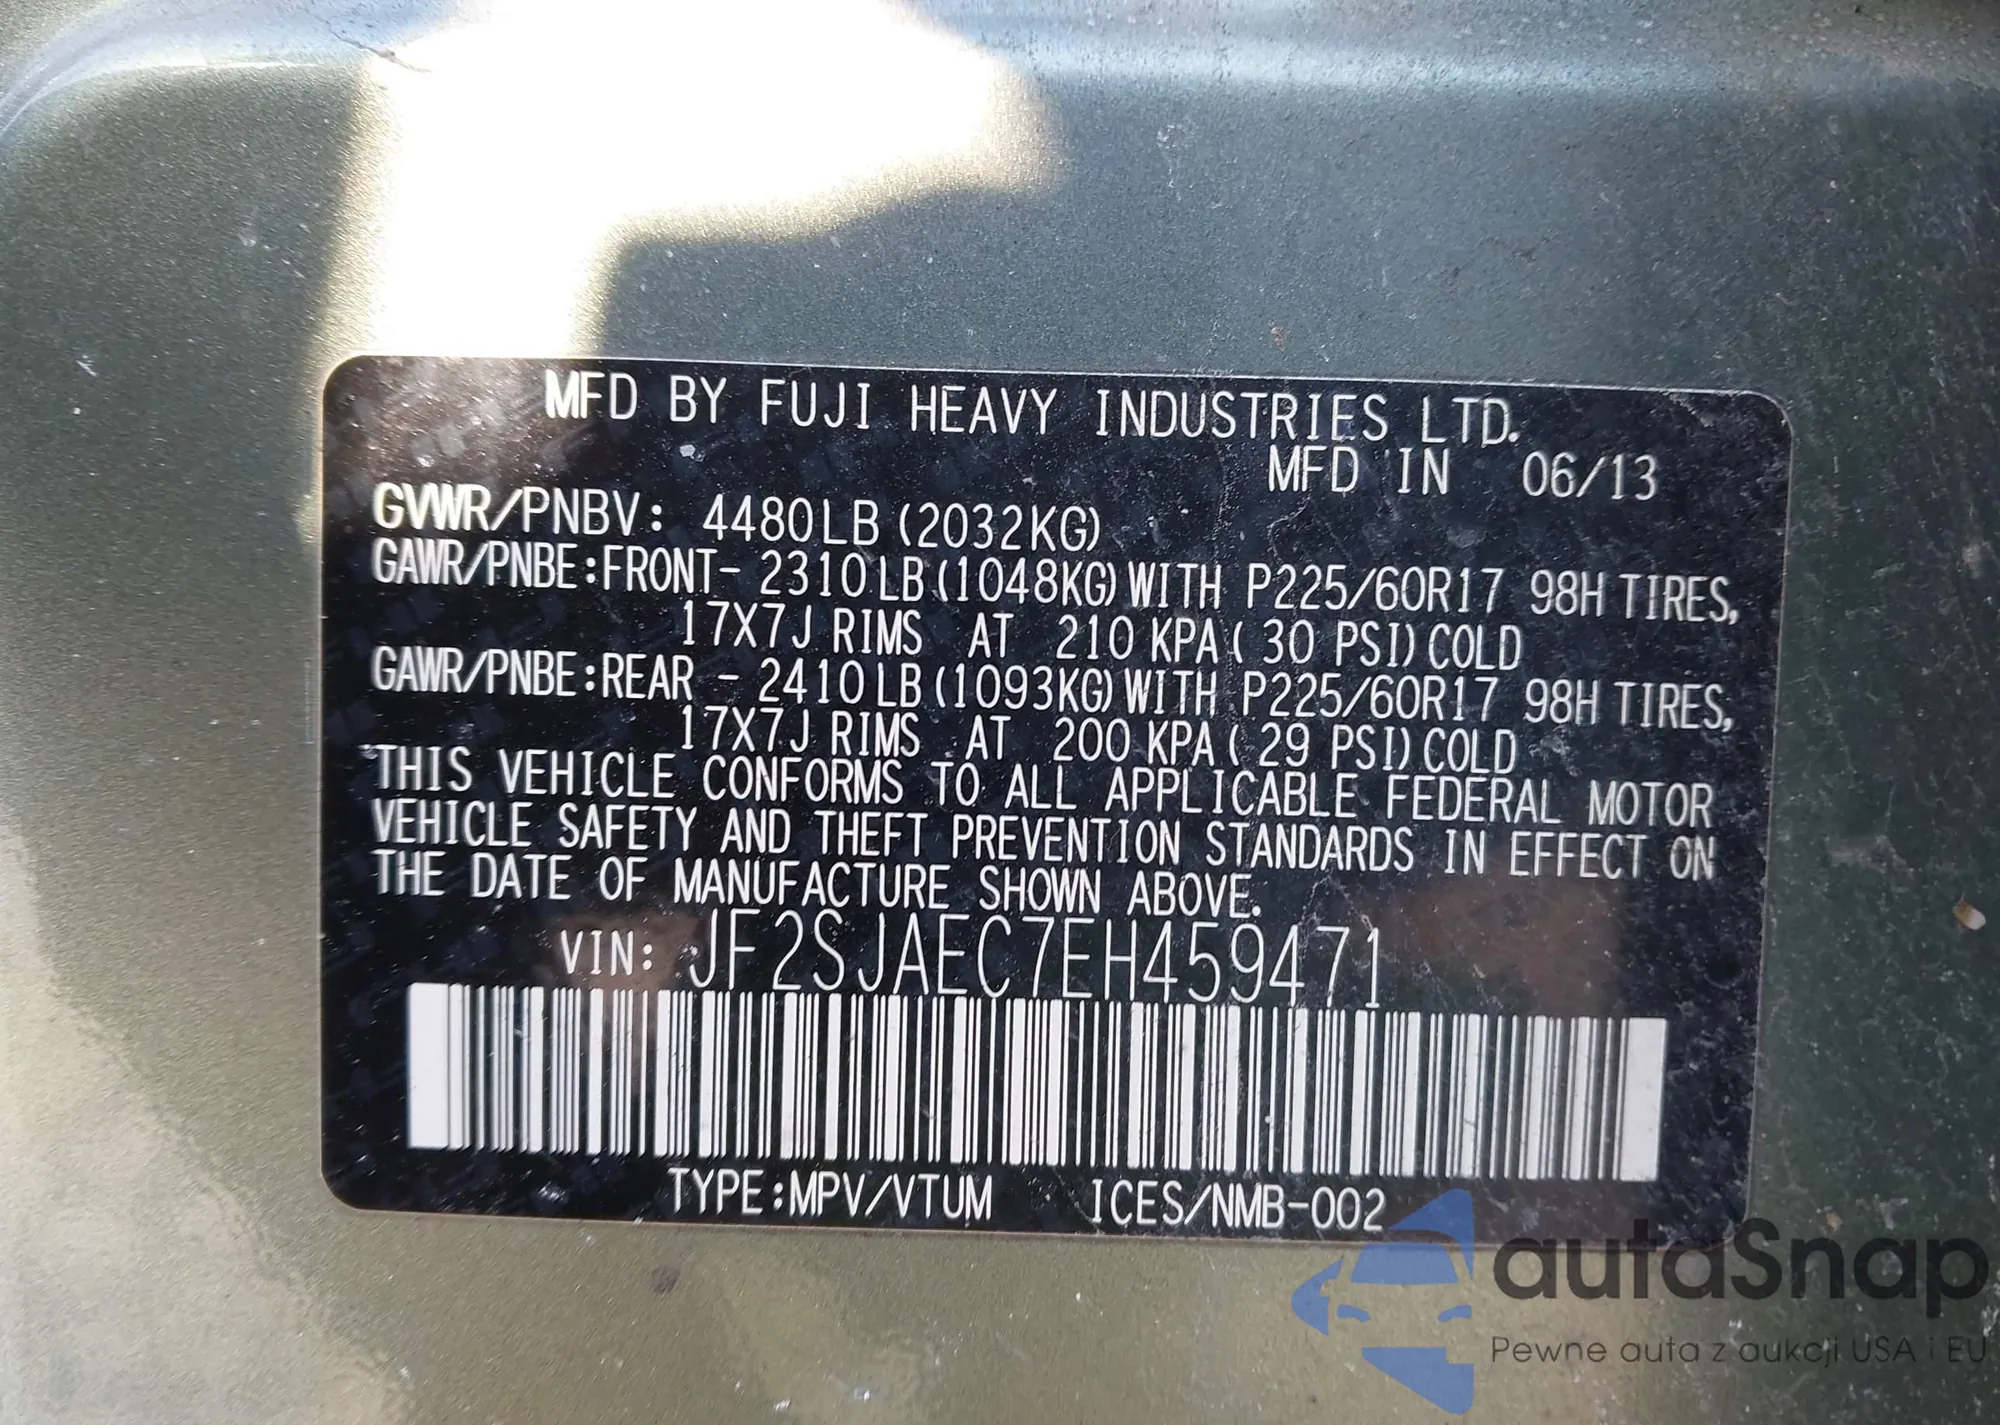 MFD BY FUJI HEAVY INDUSTRIES LTD.
MFD IN 06/13
GVWR/PNBV: 4480LB (2032KG)
GAWR/PNBE:FRONT- 2310LB(1048KG)WITH P225/60R17 98H TIRES,
17X7J RIMS AT 210 KPA( 30 PSI)COLD
GAWR/PNBE:REAR - 2410LB(1093KG)WITH P225/60R17 98H TIRES,
17X7J RIMS AT 200 KPA( 29 PSI)COLD
THIS VEHICLE CONFORMS TO ALL APPLICABLE FEDERAL MOTOR
VEHICLE SAFETY AND THEFT PREVENTION STANDARDS IN EFFECT ON
THE DATE OF MANUFACTURE SHOWN ABOVE.
VIN: JF2SJAEC7EH459471
TYPE:MPV/VTUM ICES/NMB-002
autaSnap
Pewne auta z aukcji USA i EU